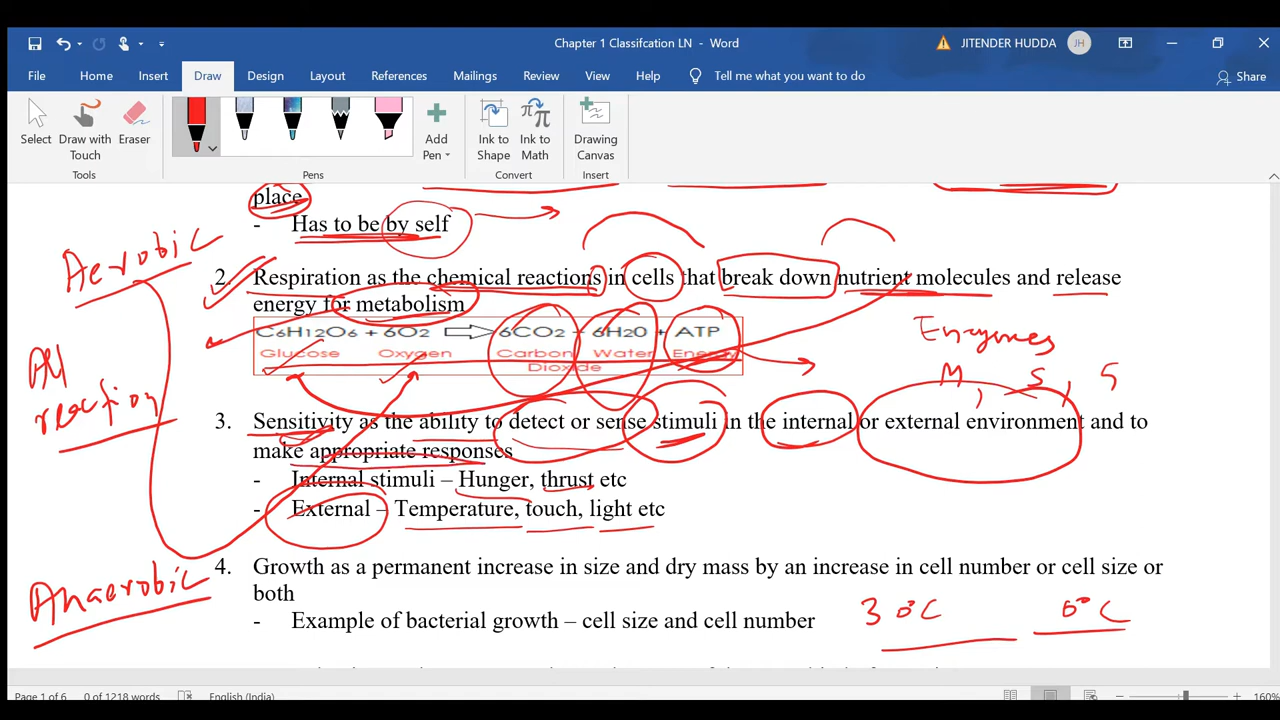 Chapter 1 Classifcation LN - Word
JITENDER HUDDA
JH
File Home Insert Draw Design Layout References Mailings Review View Help Tell me what you want to do
Share
Select
Draw with Touch
Eraser
Add Pen
Ink to Shape
Ink to Math
Drawing Canvas
Tools
Pens
Convert
Insert
place
- Has to be by self
Aerobic
2. Respiration as the chemical reactions in cells that break down nutrient molecules and release
energy for metabolism
C6H12O6 + 6O2 ⇒ 6CO2 + 6H20 + ATP
Glucose Oxygen Carbon Dioxide Water Energy
Enzymes
M, S, S
All
reaction
3. Sensitivity as the ability to detect or sense stimuli in the internal or external environment and to
make appropriate responses
- Internal stimuli – Hunger, thrust etc
- External – Temperature, touch, light etc
4. Growth as a permanent increase in size and dry mass by an increase in cell number or cell size or
both
Anaerobic
- Example of bacterial growth – cell size and cell number
30°C 0°C
Page 1 of 6 0 of 1218 words English (India) 160%